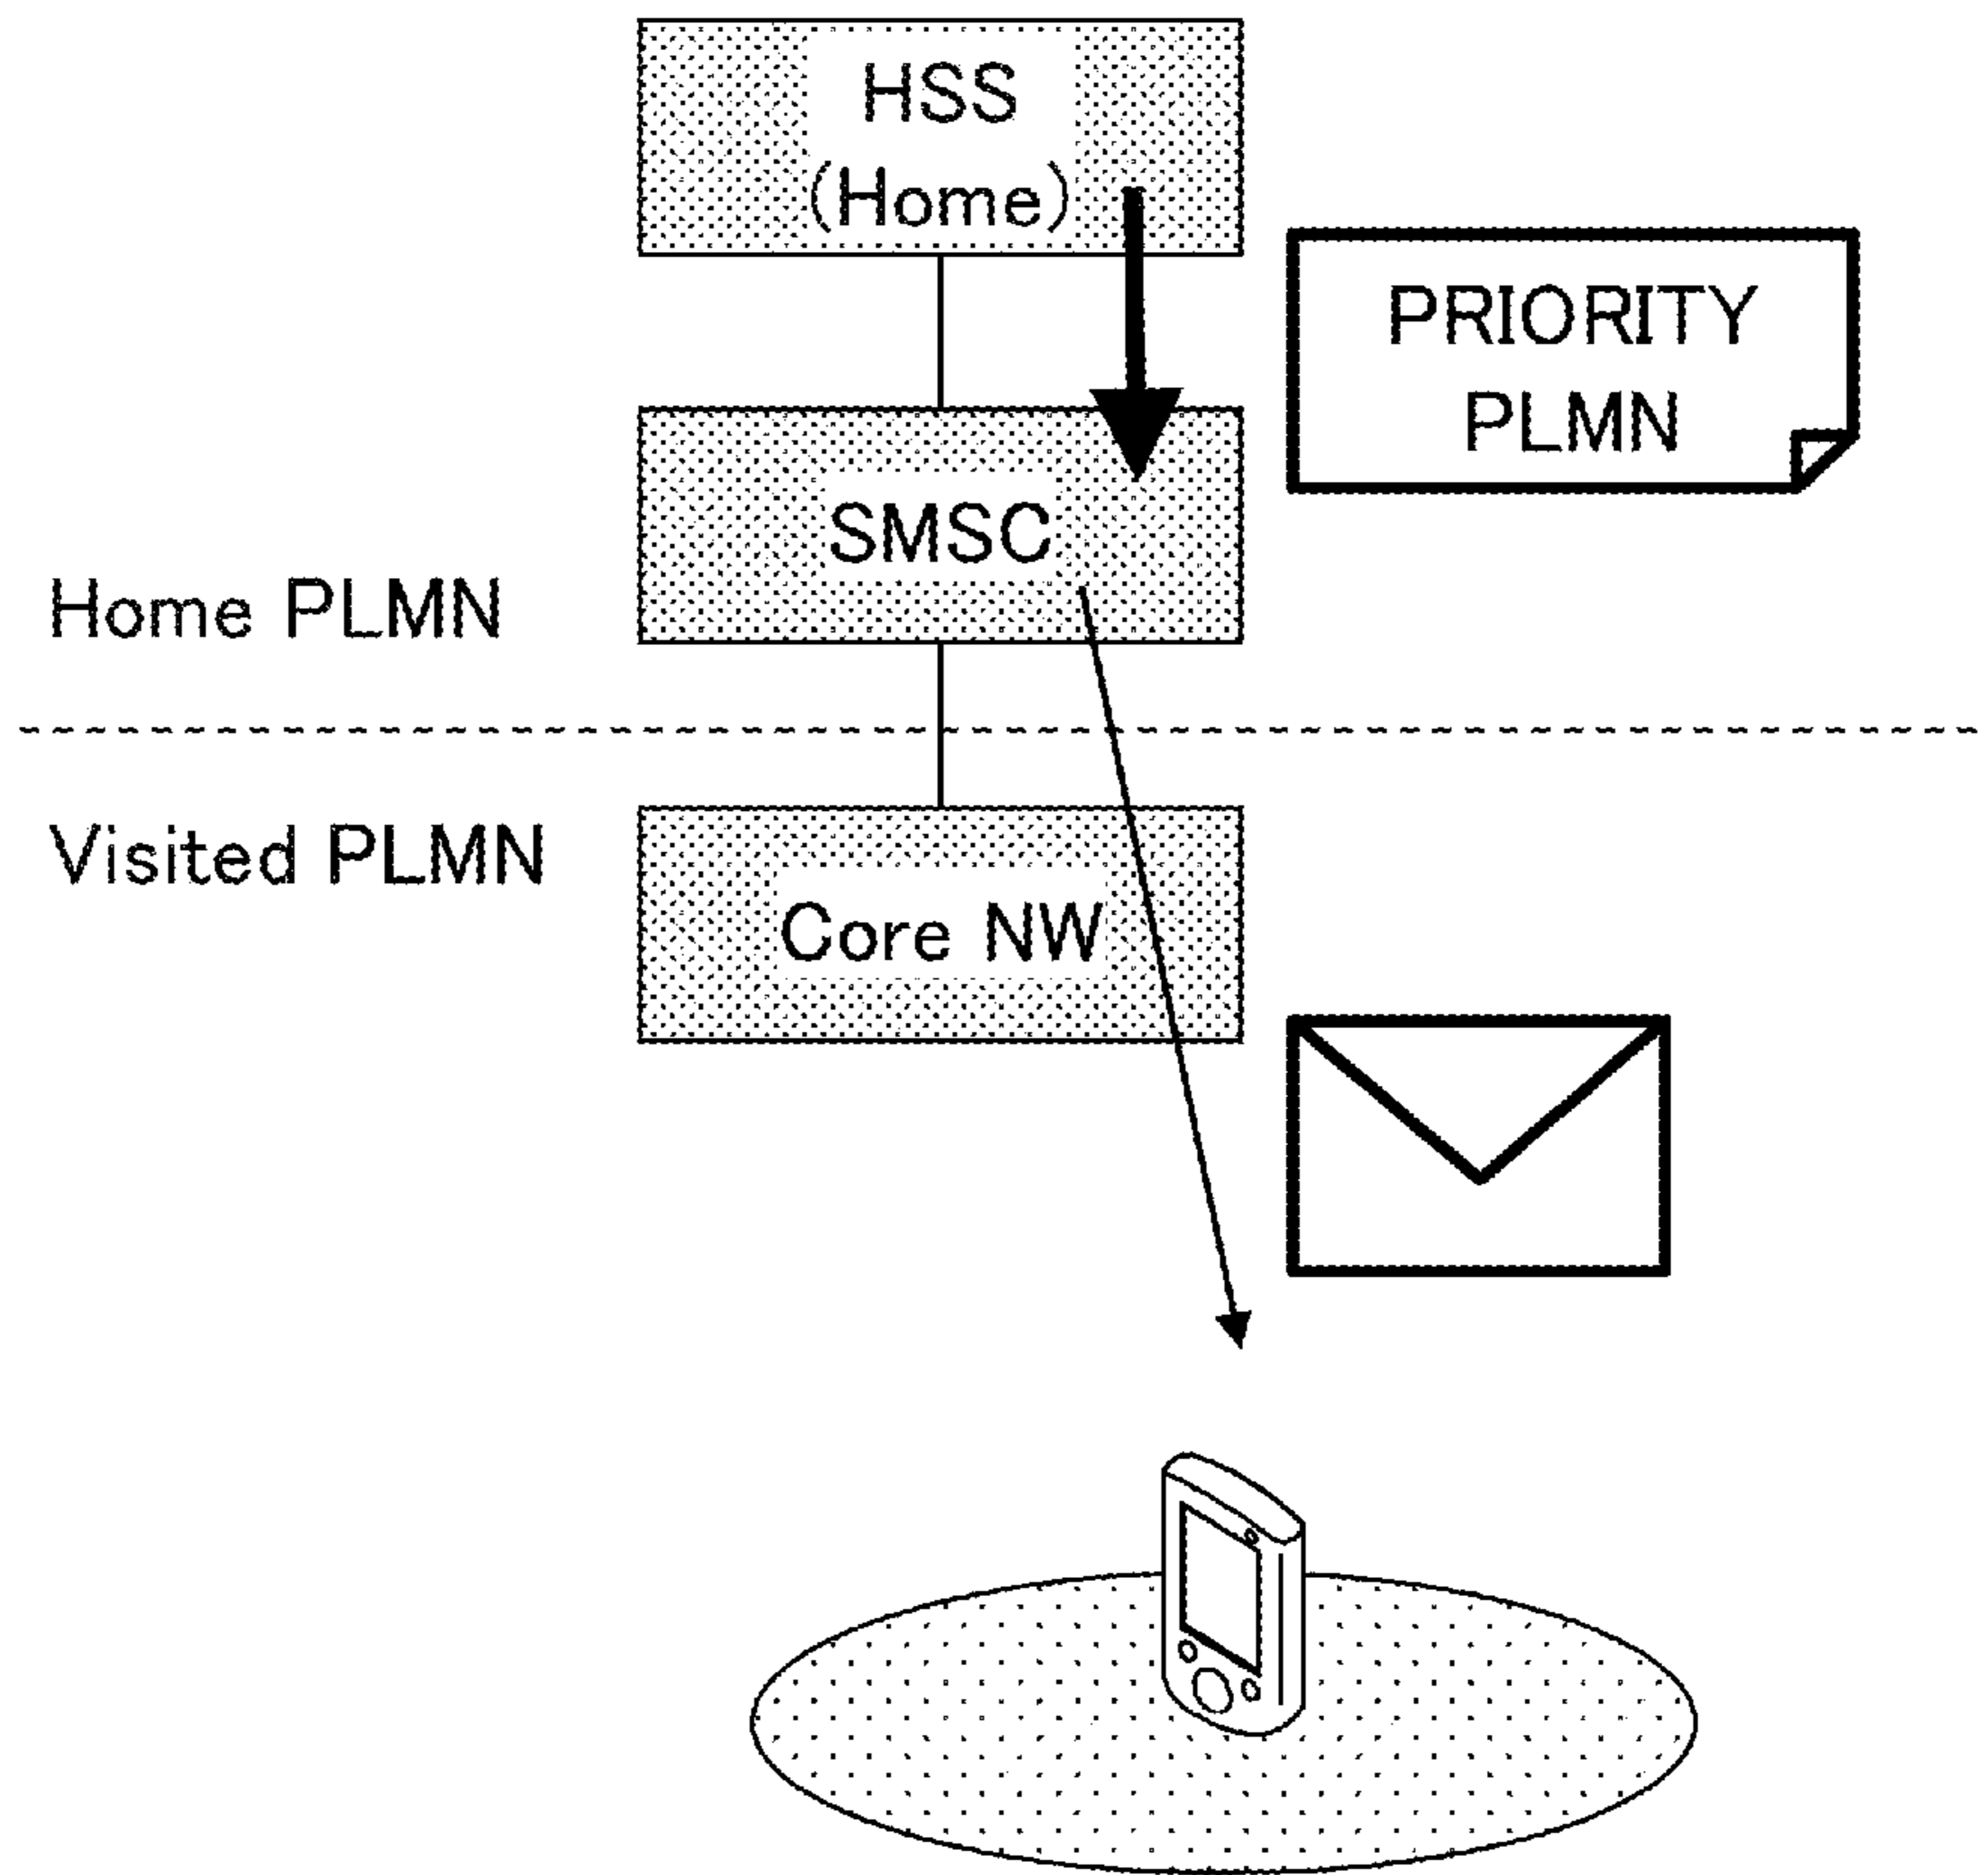 HSS
(Home)
PRIORITY
PLMN
SMSC
Home PLMN
Visited PLMN
Core NW